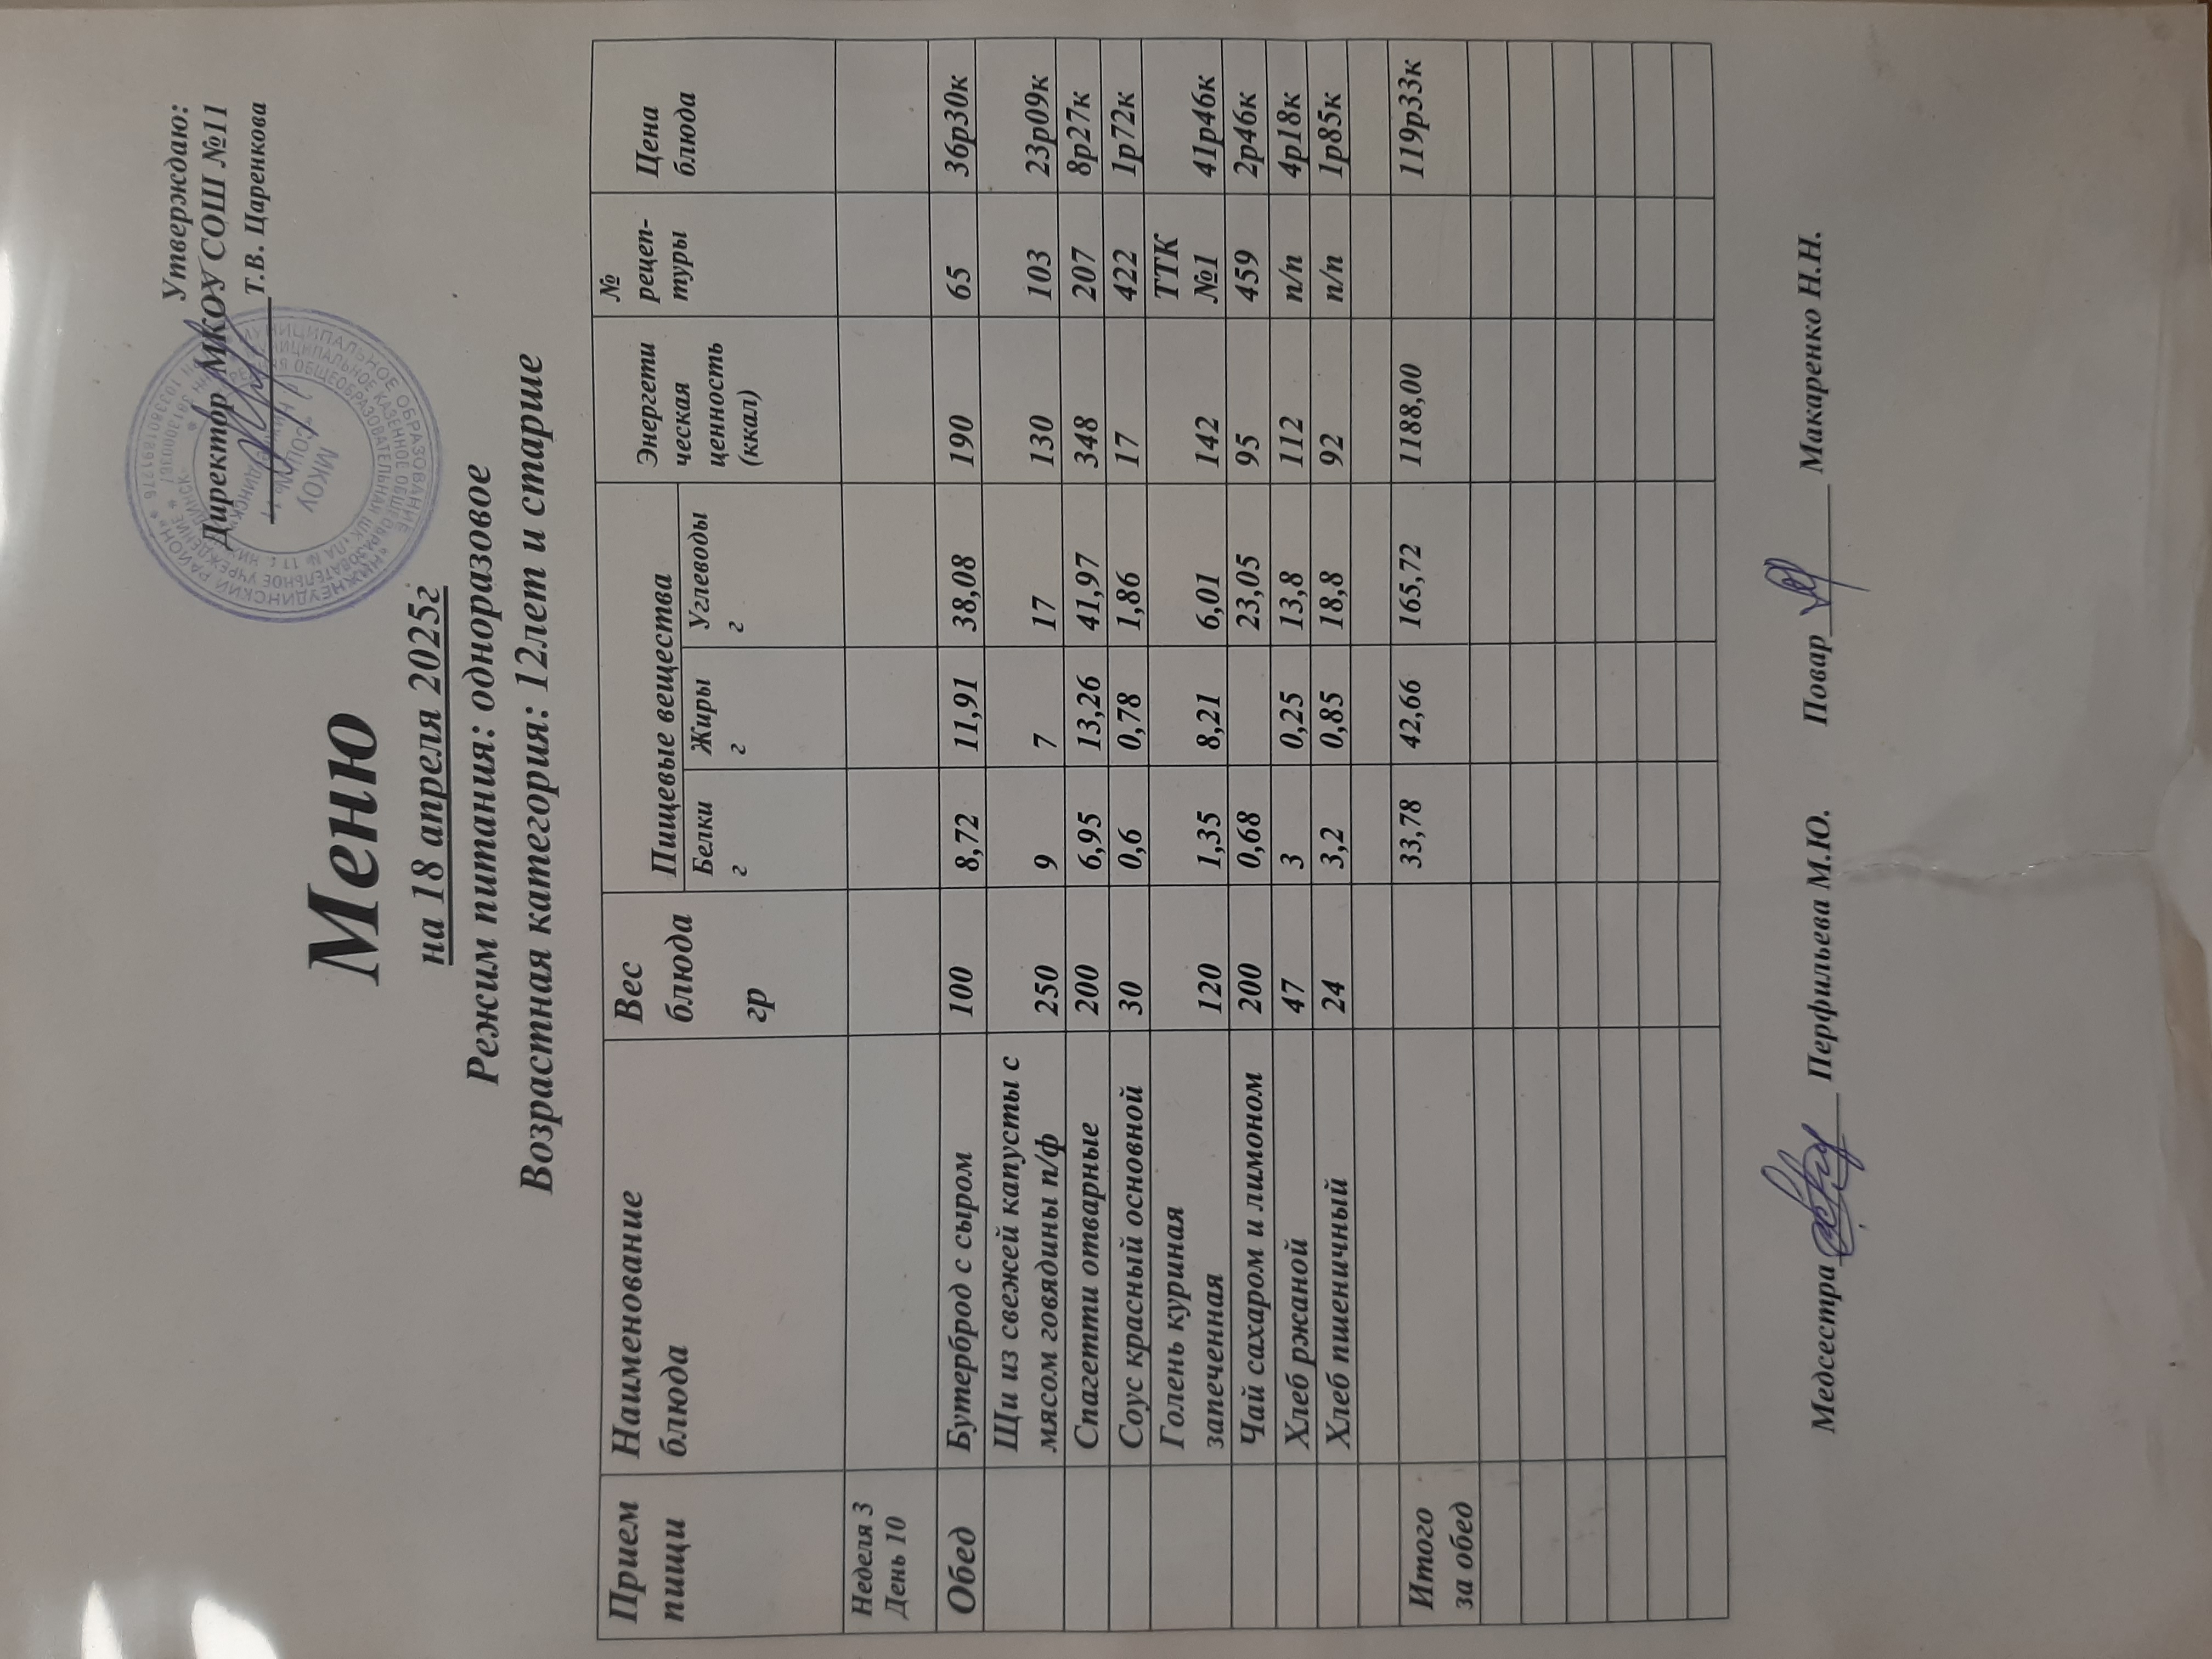 Утверждаю:
Директор МКОУ СОШ №11
Т.В. Царенкова
Меню
на 18 апреля 2025г
Режим питания: одноразовое
Возрастная категория: 12лет и старие
Прием пищи Наименование блюда Вес блюда гр Пищевые вещества Энергети ческая ценность (ккал) № рецеп- туры Цена блюда
Белки г Жиры г Углеводы г
Неделя 3
День 10
Обед Бутерброд с сыром 100 8,72 11,91 38,08 190 65 36р30к
Щи из свежей капусты с
мясом говядины п/ф 250 9 7 17 130 103 23р09к
Спагетти отварные 200 6,95 13,26 41,97 348 207 8р27к
Соус красный основной 30 0,6 0,78 1,86 17 422 1р72к
Голень куриная ТТК
запеченная 120 1,35 8,21 6,01 142 №1 41р46к
Чай сахаром и лимоном 200 0,68 23,05 95 459 2р46к
Хлеб ржаной 47 3 0,25 13,8 112 п/п 4р18к
Хлеб пшеничный 24 3,2 0,85 18,8 92 п/п 1р85к
Итого 33,78 42,66 165,72 1188,00 119р33к
за обед
Медсестра Перфильева М.Ю. Повар Макаренко Н.Н.